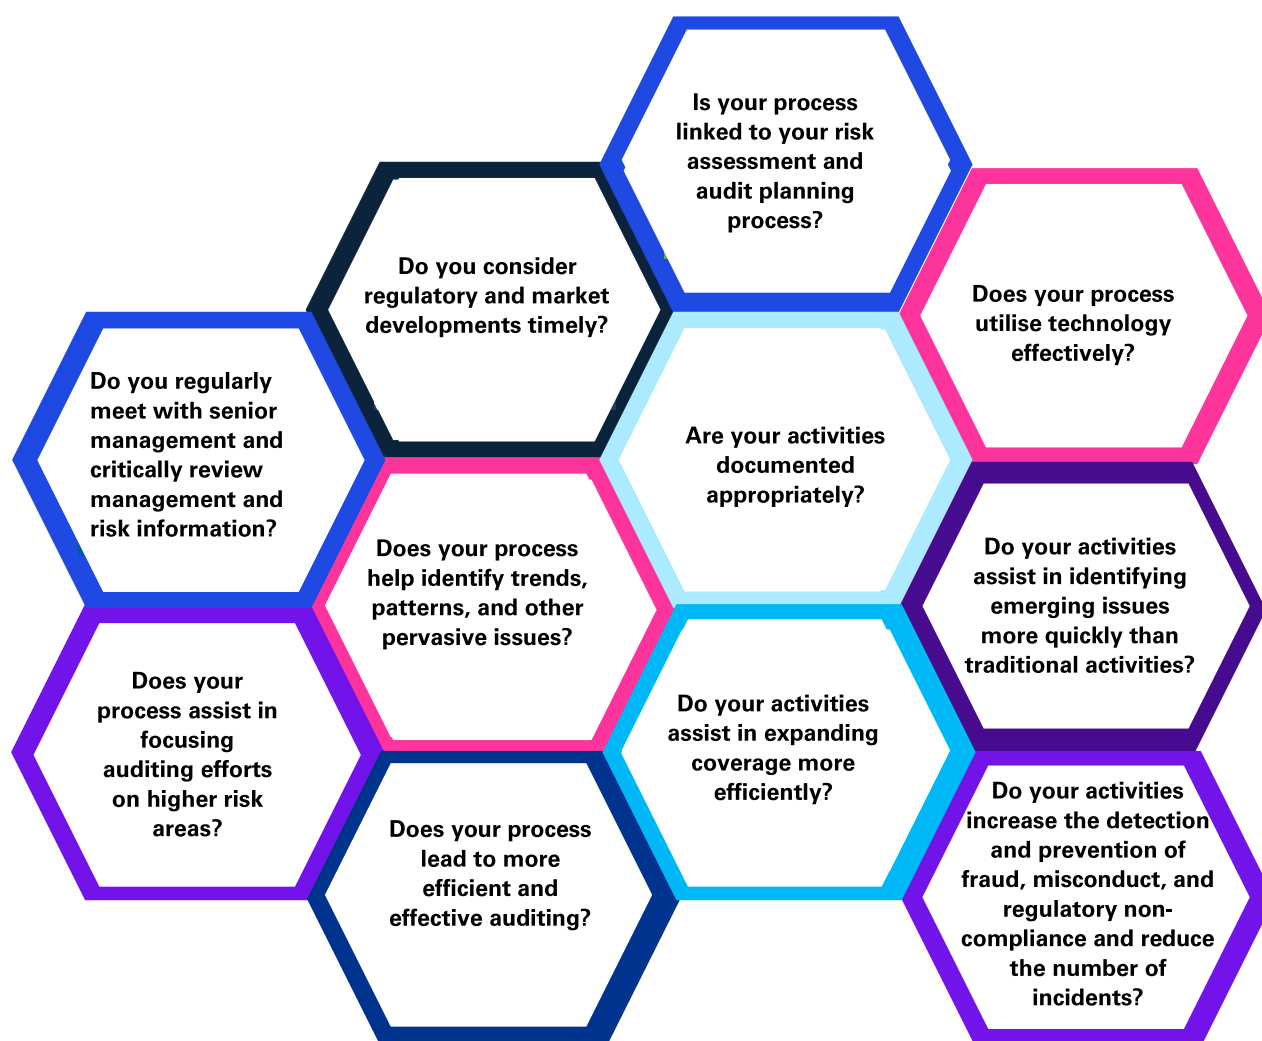 Is your process
linked to your risk
assessment and
audit planning
process?
Do you consider
regulatory and market
developments timely?
Does your process
utilise technology
effectively?
Do you regularly
meet with senior
management and
critically review
management and
risk information?
Are your activities
documented
appropriately?
Does your process
help identify trends,
patterns, and other
pervasive issues?
Do your activities
assist in identifying
emerging issues
more quickly than
traditional activities?
Does your
process assist in
focusing
auditing efforts
on higher risk
areas?
Do your activities
assist in expanding
coverage more
efficiently?
Does your process
lead to more
efficient and
effective auditing?
Do your activities
increase the detection
and prevention of
fraud, misconduct, and
regulatory non-
compliance and reduce
the number of
incidents?